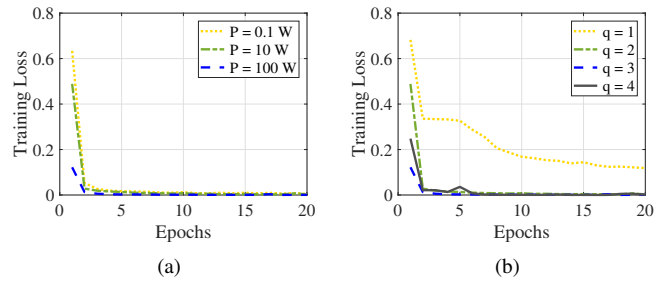 0.8
0.6
0.4
0.2
0
Training Loss
0 5 10 15 20
Epochs
P = 0.1 W
P = 10 W
P = 100 W
(a)
0.8
0.6
0.4
0.2
0
Training Loss
0 5 10 15 20
Epochs
q = 1
q = 2
q = 3
q = 4
(b)